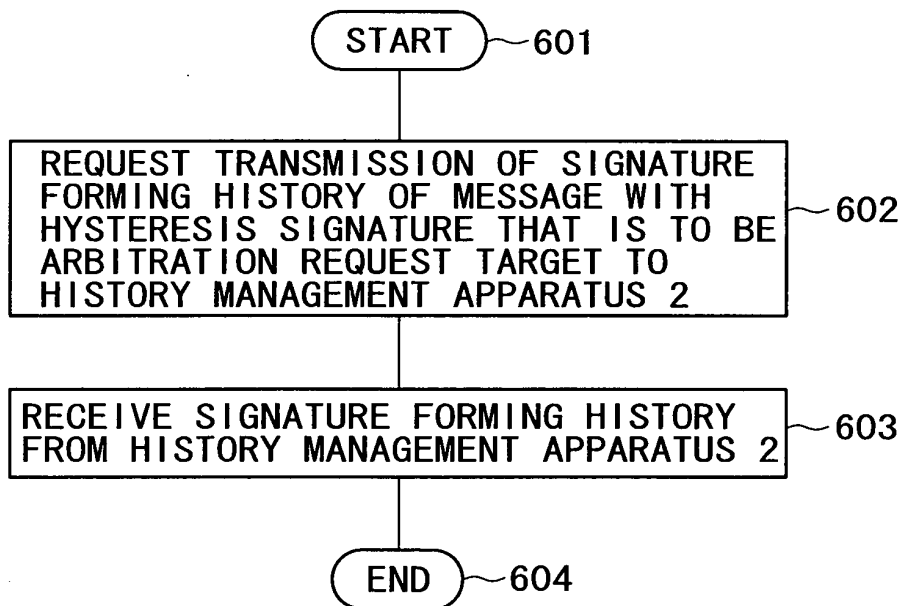 START 601
REQUEST TRANSMISSION OF SIGNATURE
FORMING HISTORY OF MESSAGE WITH
HYSTERESIS SIGNATURE THAT IS TO BE
ARBITRATION REQUEST TARGET TO
HISTORY MANAGEMENT APPARATUS 2
602
RECEIVE SIGNATURE FORMING HISTORY
FROM HISTORY MANAGEMENT APPARATUS 2
603
END 604